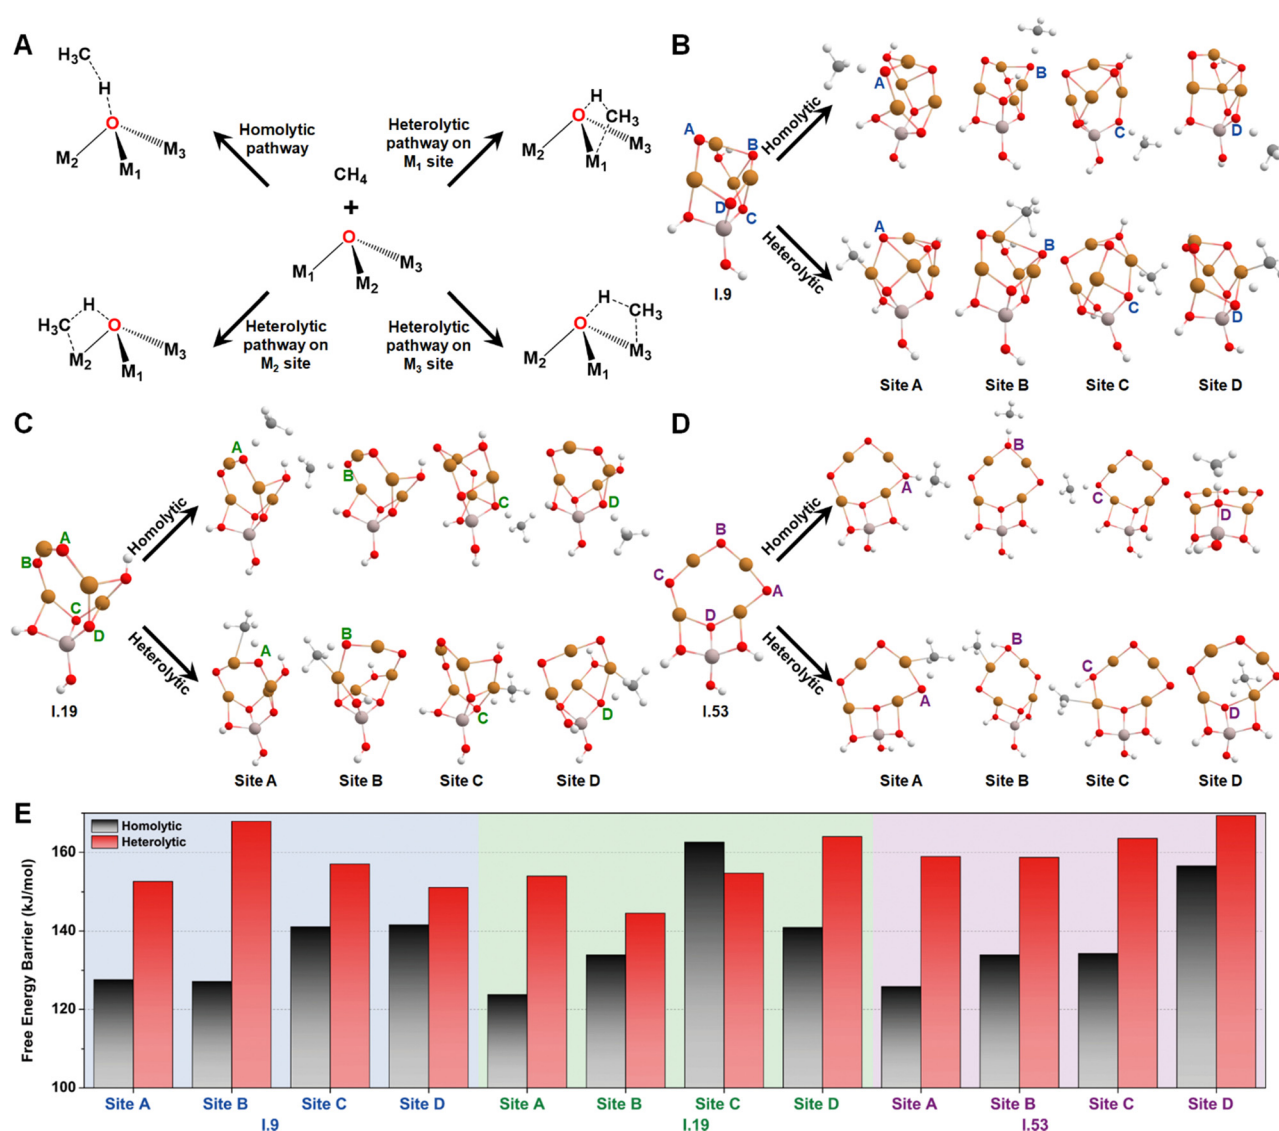 A
H3C
H
O
M2
M1
M3
Homolytic
pathway
Heterolytic
pathway on
M1 site
H
O
CH3
M2
M1
M3
CH4
+
O
M1
M2
M3
H
H3C
O
M2
M1
M3
Heterolytic
pathway on
M2 site
Heterolytic
pathway on
M3 site
H
O
CH3
M2
M1
M3
B
A
B
D
C
I.9
Homolytic
Heterolytic
A
B
C
D
A
B
C
D
Site A
Site B
Site C
Site D
C
A
B
C
D
I.19
Homolytic
Heterolytic
A
B
C
D
A
B
C
D
Site A
Site B
Site C
Site D
D
B
C
A
D
I.53
Homolytic
Heterolytic
A
B
C
D
A
B
C
D
Site A
Site B
Site C
Site D
E
Homolytic
Heterolytic
Free Energy Barrier (kJ/mol)
160
140
120
100
Site A Site B Site C Site D Site A Site B Site C Site D Site A Site B Site C Site D
I.9 I.19 I.53